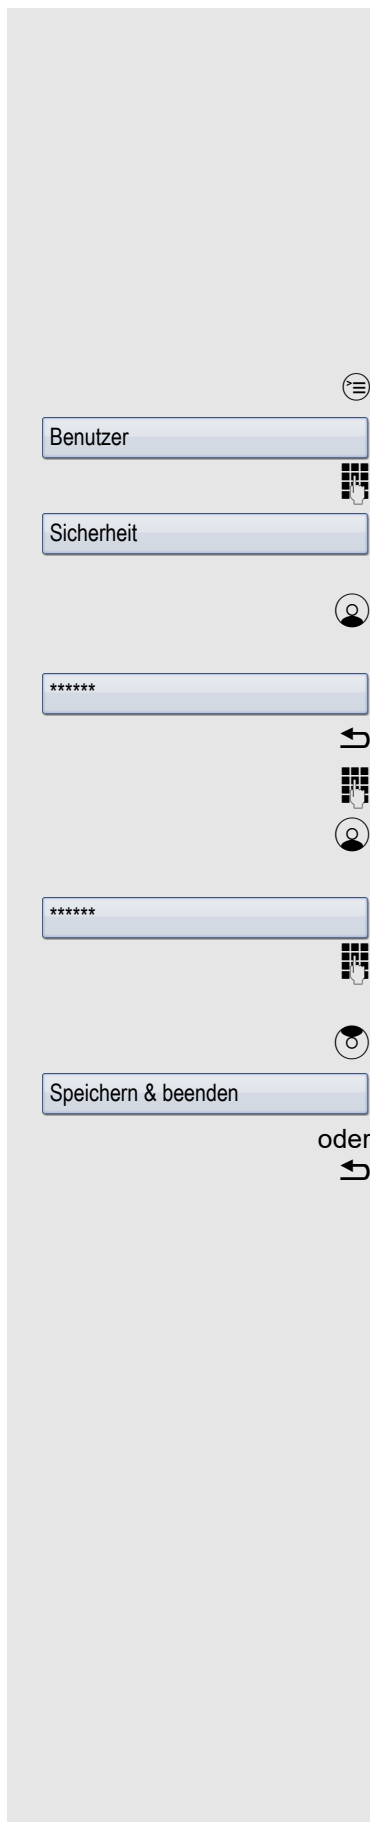 Benutzer
Sicherheit
******
******
Speichern & beenden
oder